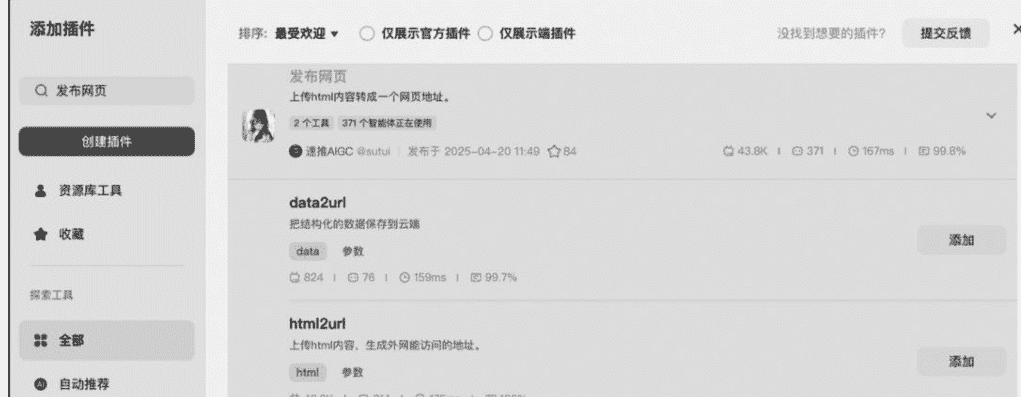 添加插件
排序: 最受欢迎 仅展示官方插件 仅展示端插件 没找到想要的插件? 提交反馈
发布网页
创建插件
资源库工具
收藏
探索工具
全部
自动推荐
发布网页
上传html内容转成一个网页地址。
2 个工具 371 个智能体正在使用
速推AIGC @sutui 发布于 2025-04-20 11:49 84 43.8K 371 167ms 99.8%
data2url
把结构化的数据保存到云端
data 参数
添加
824 76 159ms 99.7%
html2url
上传html内容、生成外网能访问的地址。
html 参数
添加